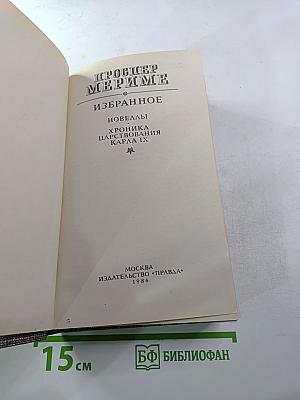 ПРОСПЕР
МЕРИМЕ
ИЗБРАННОЕ
НОВЕЛЛЫ
ХРОНИКА
ЦАРСТВОВАНИЯ
КАРЛА IX
МОСКВА
ИЗДАТЕЛЬСТВО «ПРАВДА»
1986
15 см
БФ БИБЛИОФАН